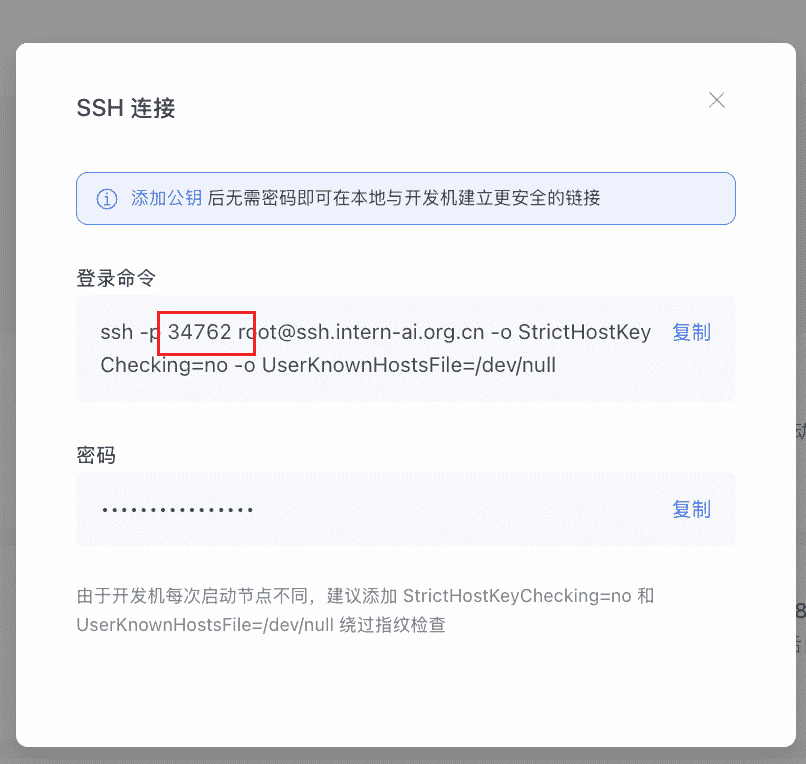 SSH 连接
添加公钥 后无需密码即可在本地与开发机建立更安全的链接
登录命令
ssh -p 34762 root@ssh.intern-ai.org.cn -o StrictHostKey 复制
Checking=no -o UserKnownHostsFile=/dev/null
密码
•••••••••••••••• 复制
由于开发机每次启动节点不同，建议添加 StrictHostKeyChecking=no 和
UserKnownHostsFile=/dev/null 绕过指纹检查